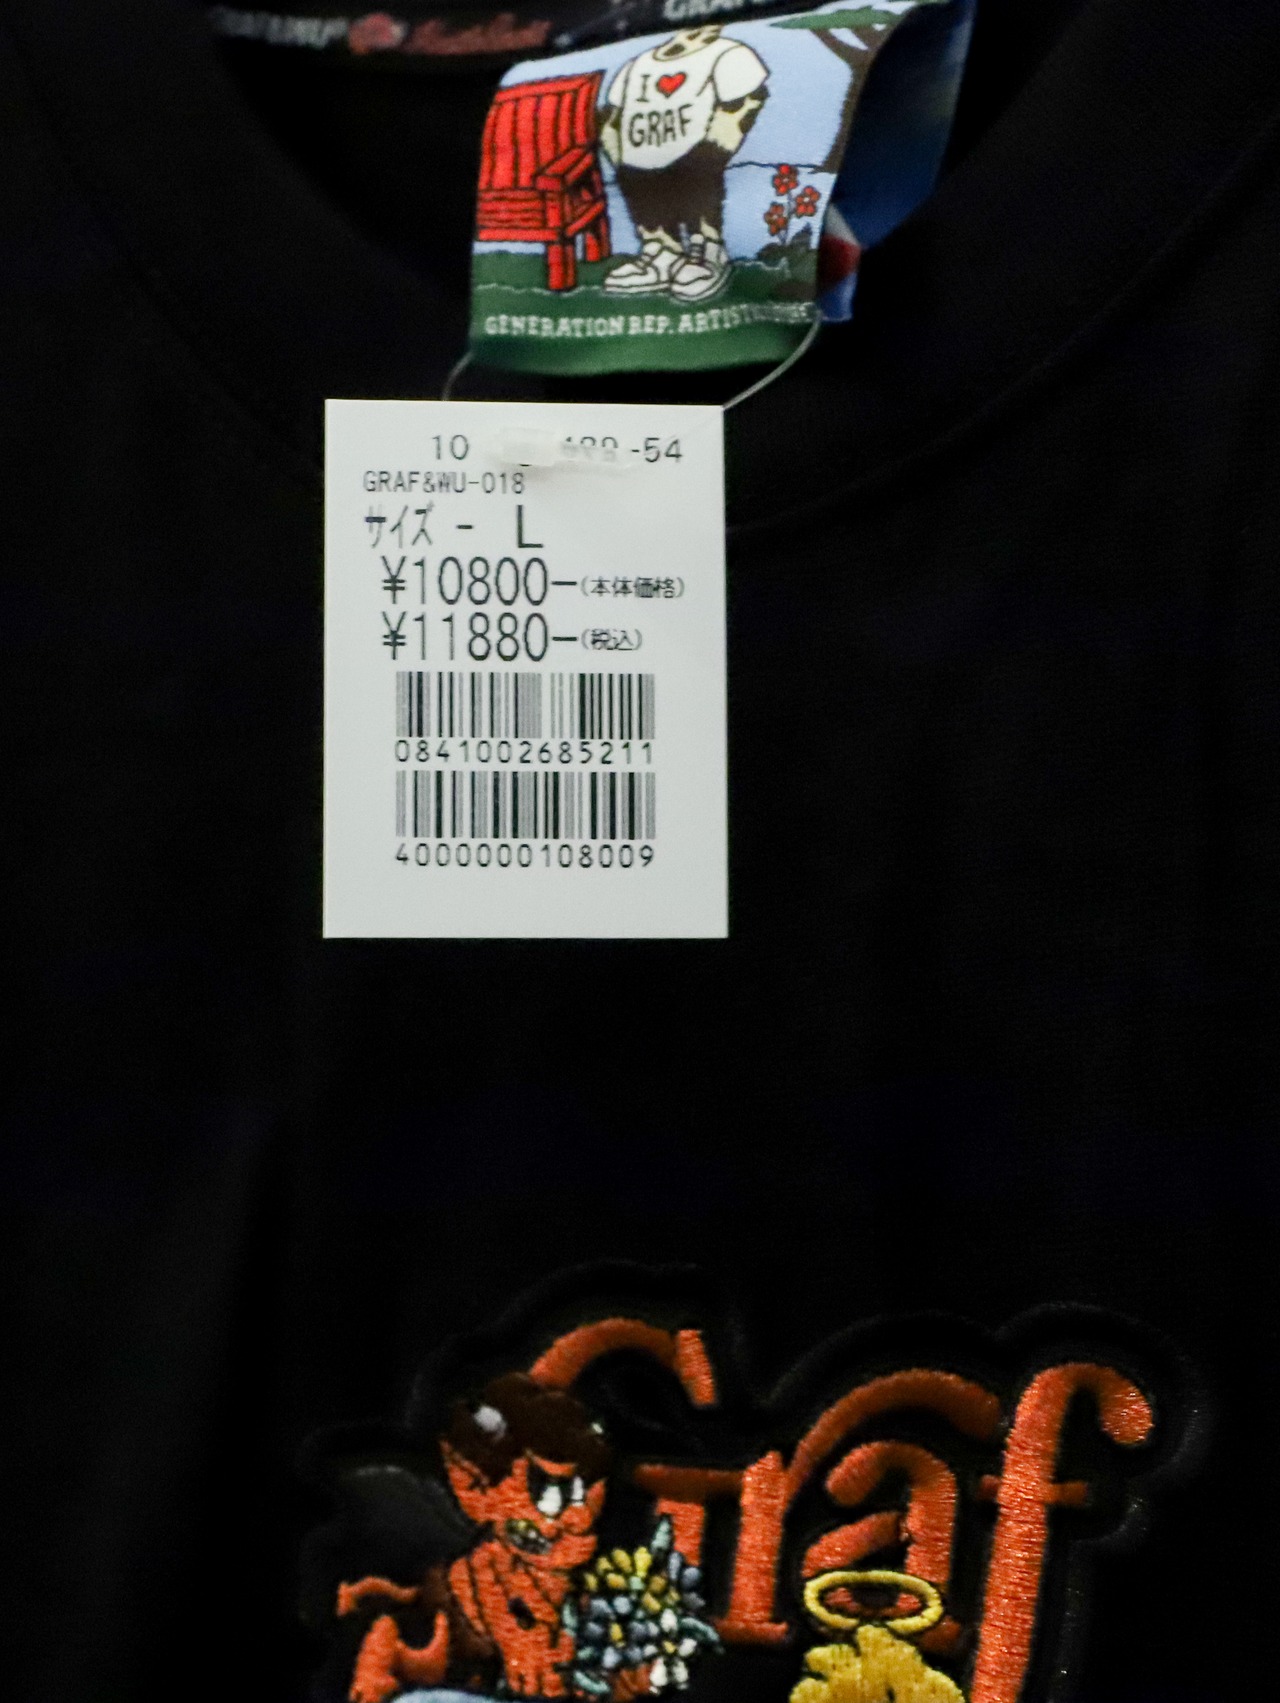 I ♥
GRAF
GENERATION REP. ARTISTIC
10 -54
GRAF&WU-018
サイズ - L
¥10800-(本体価格)
¥11880-(税込)
0841002685211
4000000108009
Graf